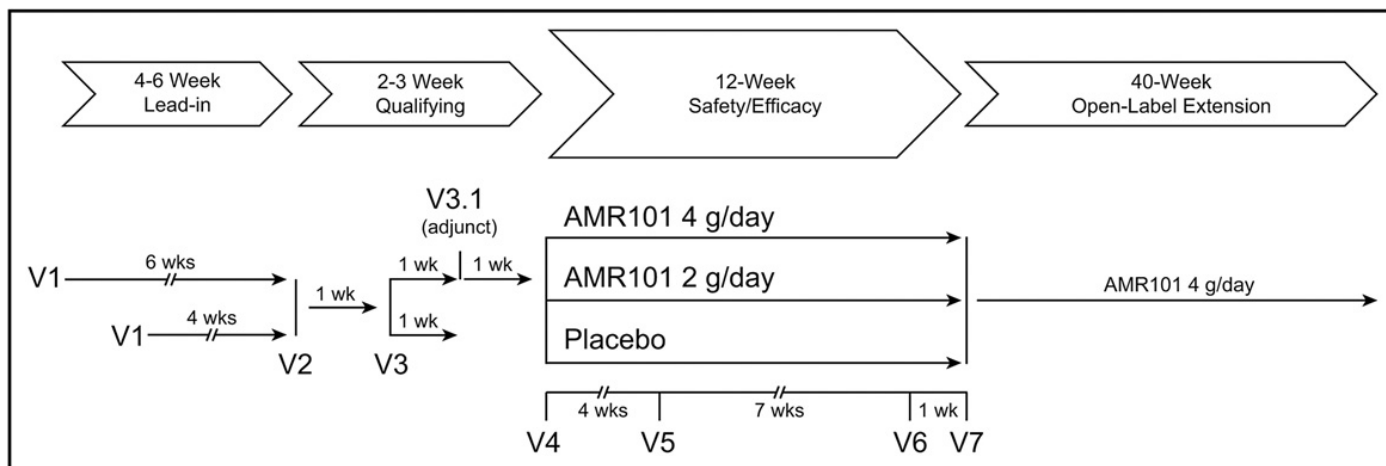 4-6 Week
Lead-in
2-3 Week
Qualifying
12-Week
Safety/Efficacy
40-Week
Open-Label Extension
V3.1
(adjunct)
AMR101 4 g/day
V1
6 wks
1 wk
1 wk
AMR101 2 g/day
1 wk
AMR101 4 g/day
V1
4 wks
1 wk
Placebo
V2
V3
4 wks
7 wks
1 wk
V4
V5
V6
V7